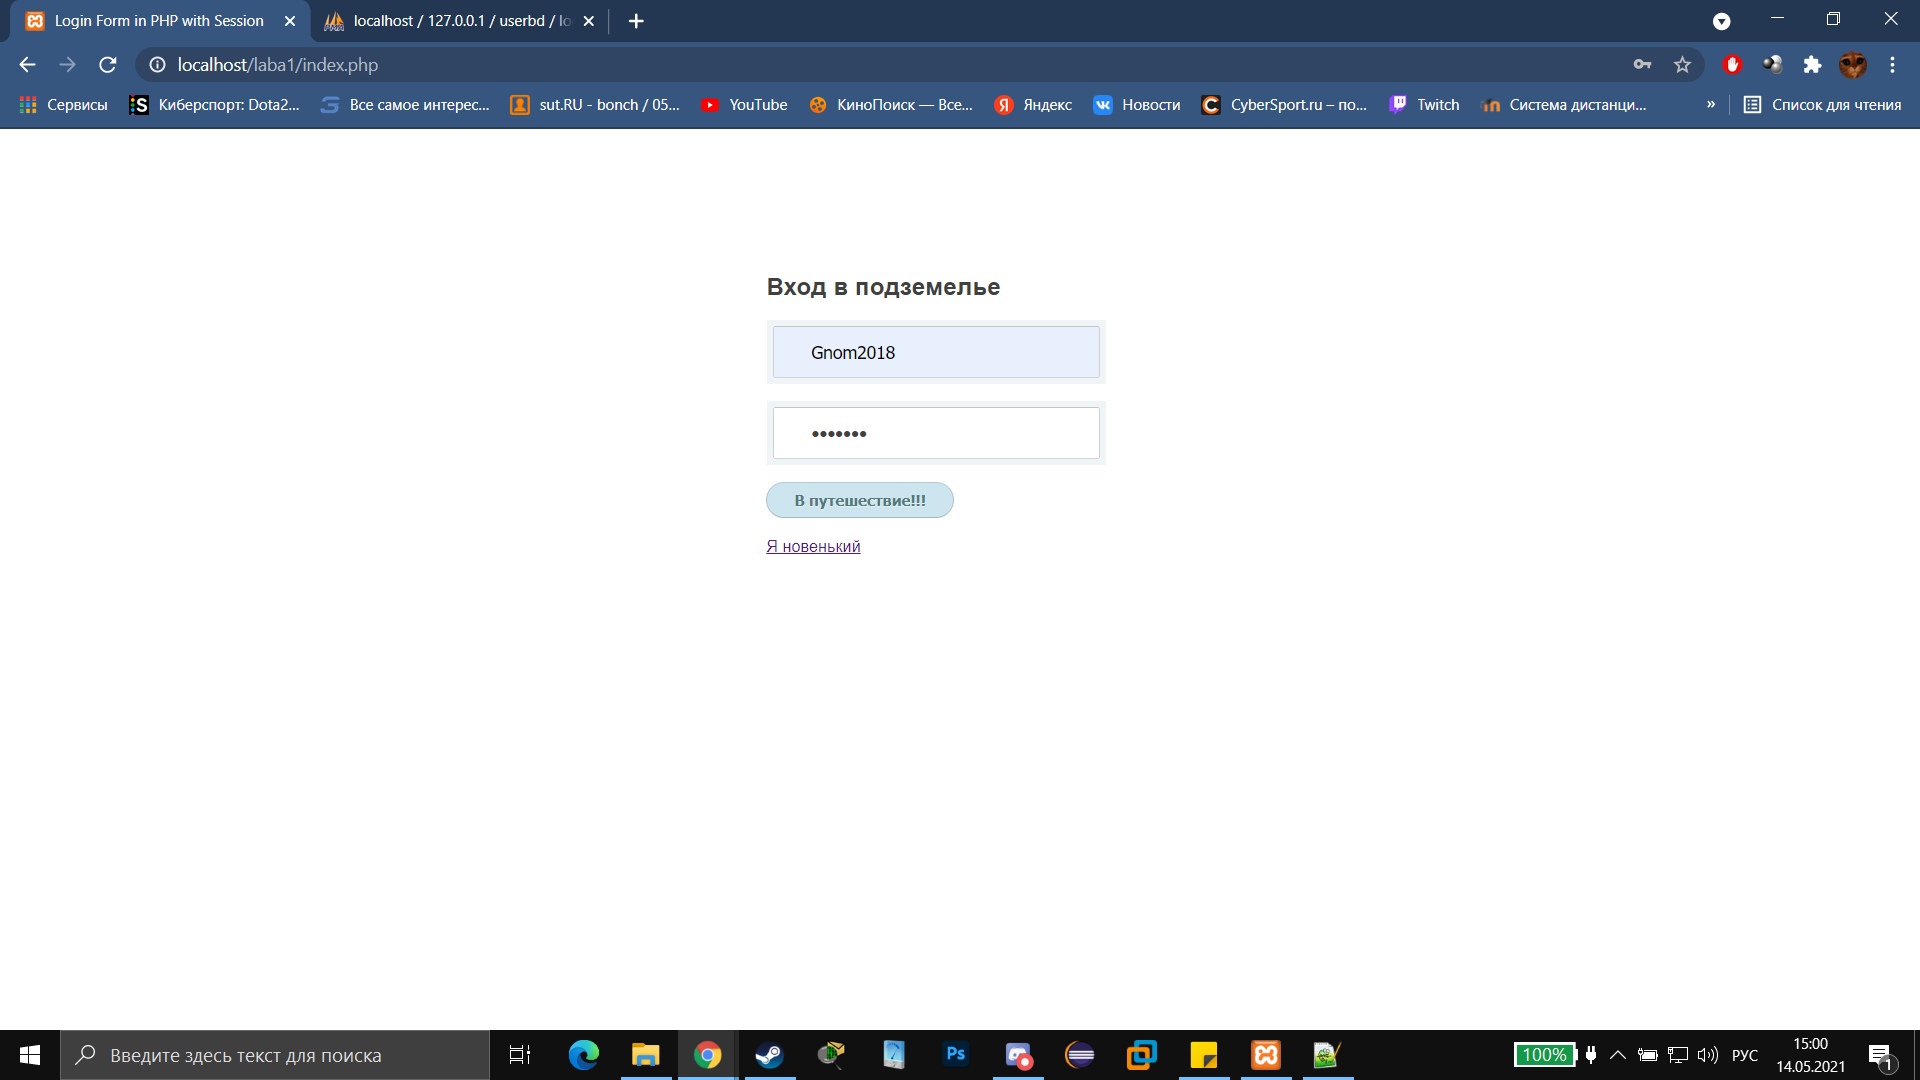 Login Form in PHP with Session
localhost / 127.0.0.1 / userbd / lo
localhost/laba1/index.php
Сервисы
Киберспорт: Dota2...
Все самое интерес...
sut.RU - bonch / 05...
YouTube
КиноПоиск — Все...
Яндекс
Новости
CyberSport.ru – по...
Twitch
Система дистанци...
»
Список для чтения
Вход в подземелье
Gnom2018
•••••••
В путешествие!!!
Я новенький
Введите здесь текст для поиска
Ps
100%
РУС
15:00
14.05.2021
1